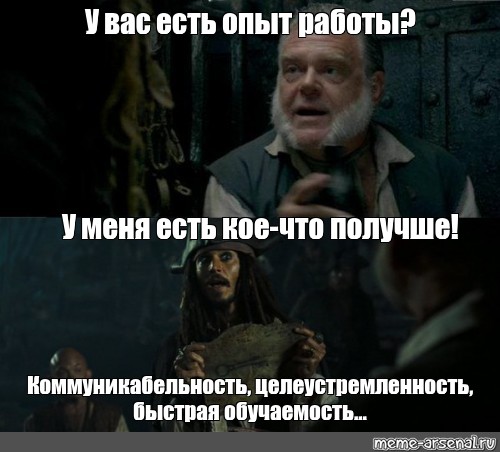 У вас есть опыт работы?
У меня есть кое-что получше!
Коммуникабельность, целеустремленность,
быстрая обучаемость...
meme-arsenal.ru